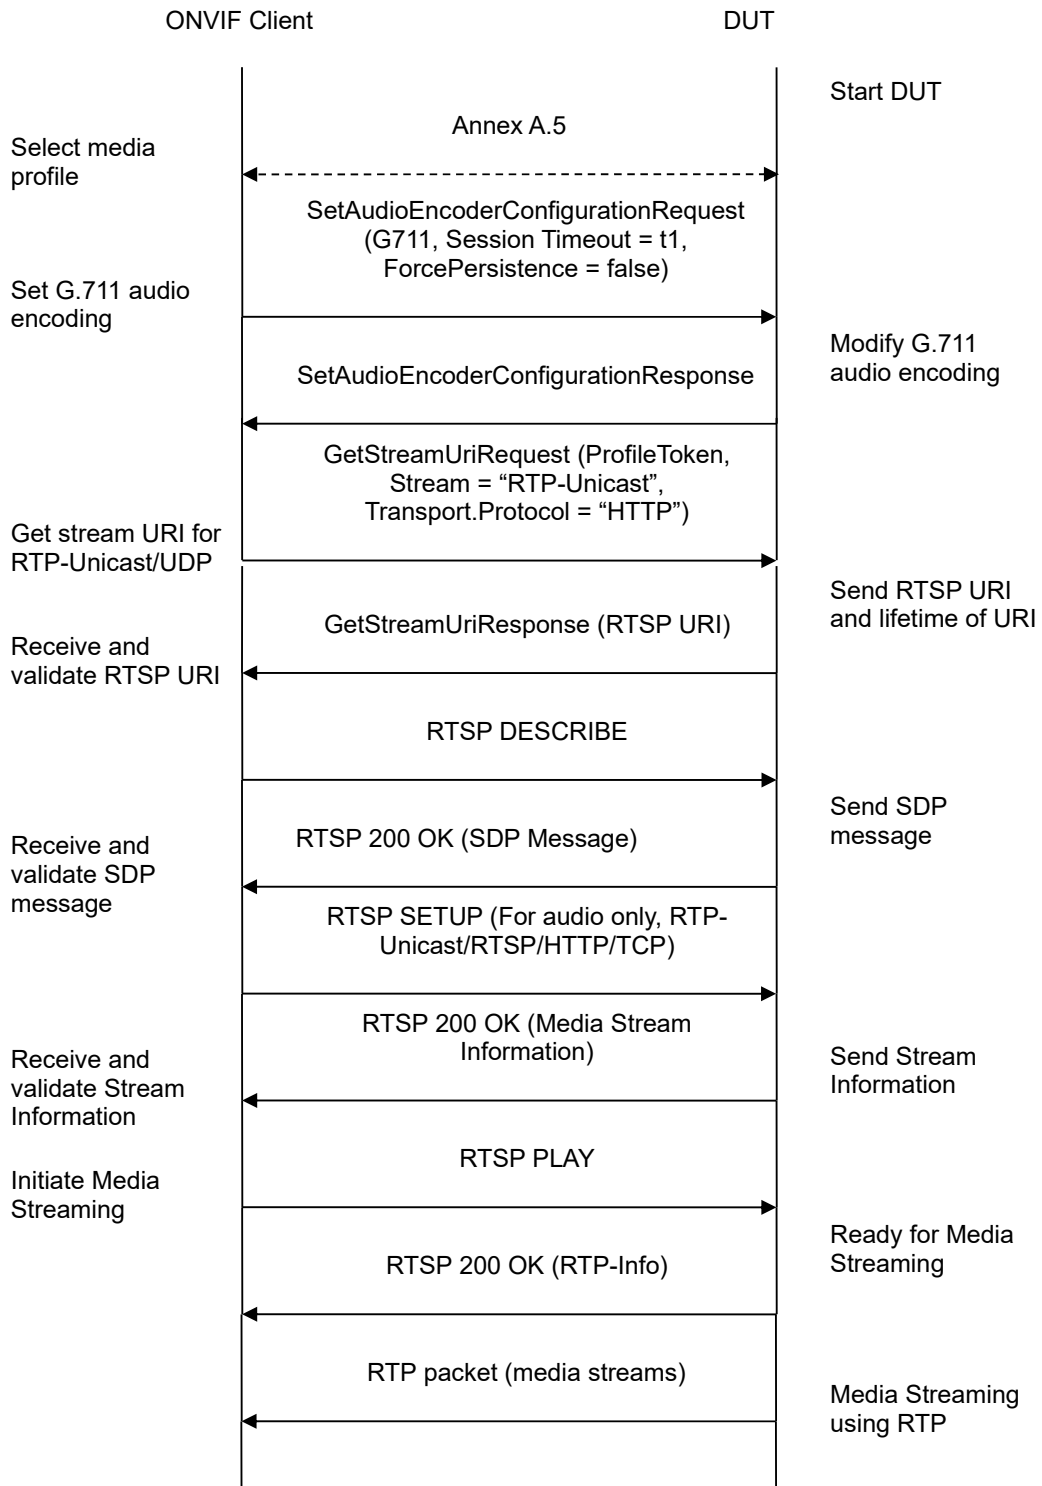 ONVIF Client
DUT
Start DUT
Annex A.5
Select media
profile
SetAudioEncoderConfigurationRequest
(G711, Session Timeout = t1,
ForcePersistence = false)
Set G.711 audio
encoding
Modify G.711
audio encoding
SetAudioEncoderConfigurationResponse
GetStreamUriRequest (ProfileToken,
Stream = “RTP-Unicast”,
Transport.Protocol = “HTTP”)
Get stream URI for
RTP-Unicast/UDP
Send RTSP URI
and lifetime of URI
GetStreamUriResponse (RTSP URI)
Receive and
validate RTSP URI
RTSP DESCRIBE
Send SDP
message
RTSP 200 OK (SDP Message)
Receive and
validate SDP
message
RTSP SETUP (For audio only, RTP-
Unicast/RTSP/HTTP/TCP)
RTSP 200 OK (Media Stream
Information)
Receive and
validate Stream
Information
Send Stream
Information
RTSP PLAY
Initiate Media
Streaming
Ready for Media
Streaming
RTSP 200 OK (RTP-Info)
RTP packet (media streams)
Media Streaming
using RTP